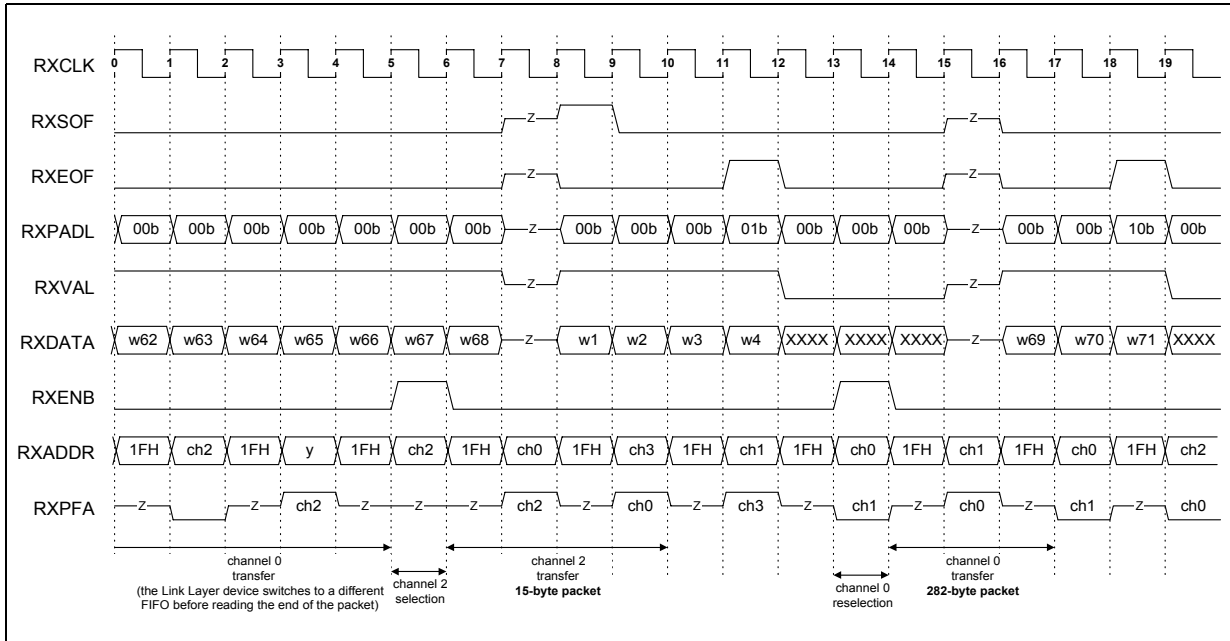 RXCLK
0 1 2 3 4 5 6 7 8 9 10 11 12 13 14 15 16 17 18 19
RXSOF
Z Z
RXEOF
Z Z
RXPADL
00b 00b 00b 00b 00b 00b 00b Z 00b 00b 00b 01b 00b 00b 00b Z 00b 00b 10b 00b
RXVAL
Z Z
RXDATA
w62 w63 w64 w65 w66 w67 w68 Z w1 w2 w3 w4 XXXX XXXX XXXX Z w69 w70 w71 XXXX
RXENB
RXADDR
1FH ch2 1FH y 1FH ch2 1FH ch0 1FH ch3 1FH ch1 1FH ch0 1FH ch1 1FH ch0 1FH ch2
RXPFA
Z Z ch2 Z Z Z ch2 Z ch0 Z ch3 Z ch1 Z ch0 Z ch1 Z ch0
channel 0
transfer
(the Link Layer device switches to a different
FIFO before reading the end of the packet)
channel 2
selection
channel 2
transfer
15-byte packet
channel 0
reselection
channel 0
transfer
282-byte packet